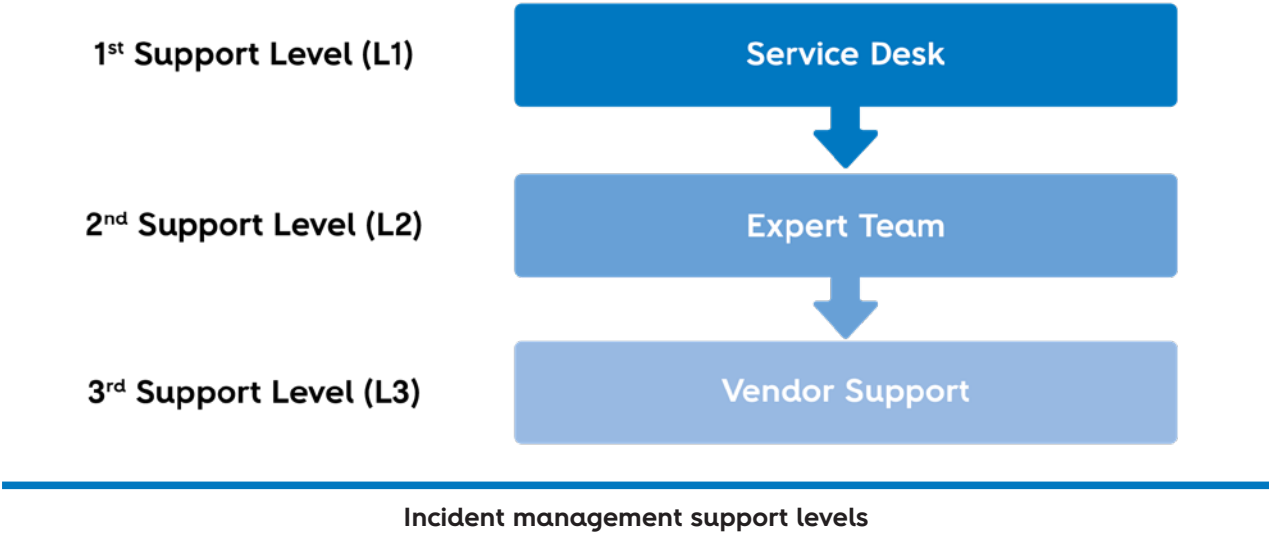 1st Support Level (L1)
Service Desk
2nd Support Level (L2)
Expert Team
3rd Support Level (L3)
Vendor Support
Incident management support levels